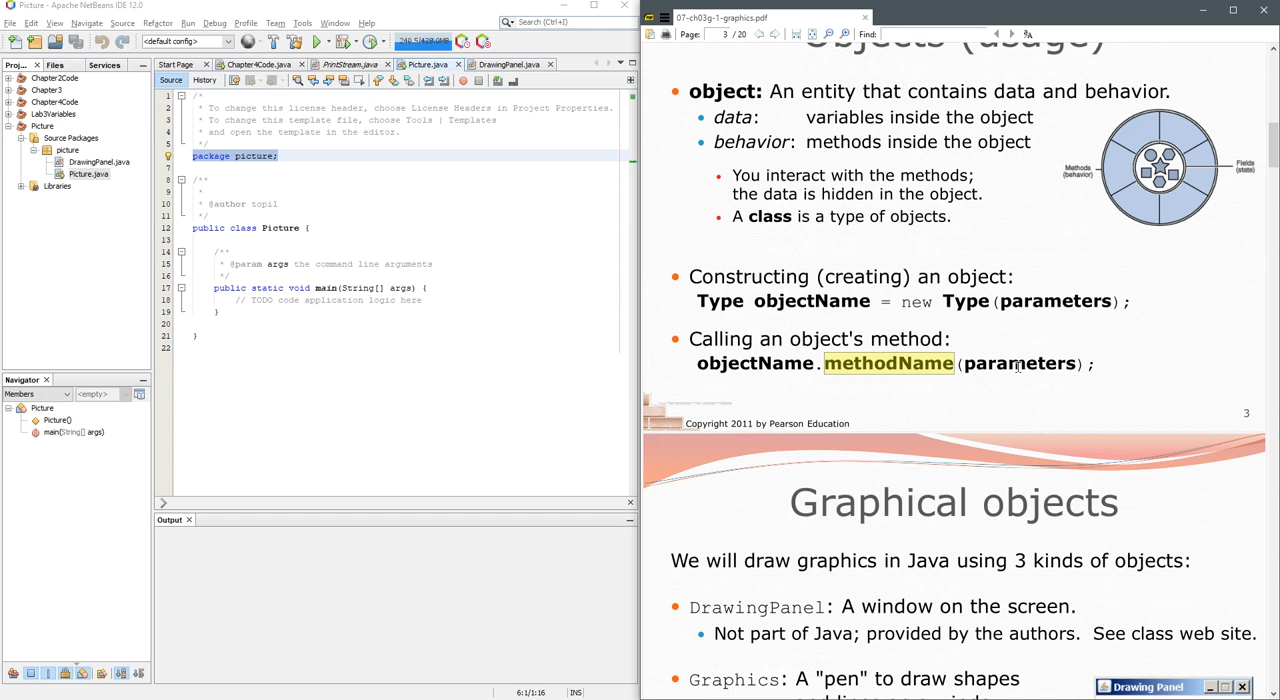 Picture - Apache NetBeans IDE 12.0
File Edit View Navigate Source Refactor Run Debug Profile Team Tools Window Help
Search (Ctrl+I)
<default config>
240.5/429.0MB
Proj... Files Services
Start Page Chapter4Code.java PrintStream.java Picture.java DrawingPanel.java
Source History
Chapter2Code
Chapter3
Chapter4Code
Lab3Variables
Picture
Source Packages
picture
DrawingPanel.java
Picture.java
Libraries
1 /*
2 * To change this license header, choose License Headers in Project Properties.
3 * To change this template file, choose Tools | Templates
4 * and open the template in the editor.
5 */
package picture;
7
8 /**
9 *
10 * @author topil
11 */
12 public class Picture {
13
14 /**
15 * @param args the command line arguments
16 */
17 public static void main(String[] args) {
18 // TODO code application logic here
19 }
20
21 }
22
Navigator
Members <empty>
Picture
Picture()
main(String[] args)
Output
6:1/1:16 INS
07-ch03g-1-graphics.pdf
Page: 3 / 20 Find:
Objects (usage)
object: An entity that contains data and behavior.
data: variables inside the object
behavior: methods inside the object
You interact with the methods;
the data is hidden in the object.
A class is a type of objects.
Methods
(behavior)
Fields
(state)
Constructing (creating) an object:
Type objectName = new Type(parameters);
Calling an object's method:
objectName.methodName(parameters);
Copyright 2011 by Pearson Education
3
Graphical objects
We will draw graphics in Java using 3 kinds of objects:
DrawingPanel: A window on the screen.
Not part of Java; provided by the authors. See class web site.
Graphics: A "pen" to draw shapes
Drawing Panel